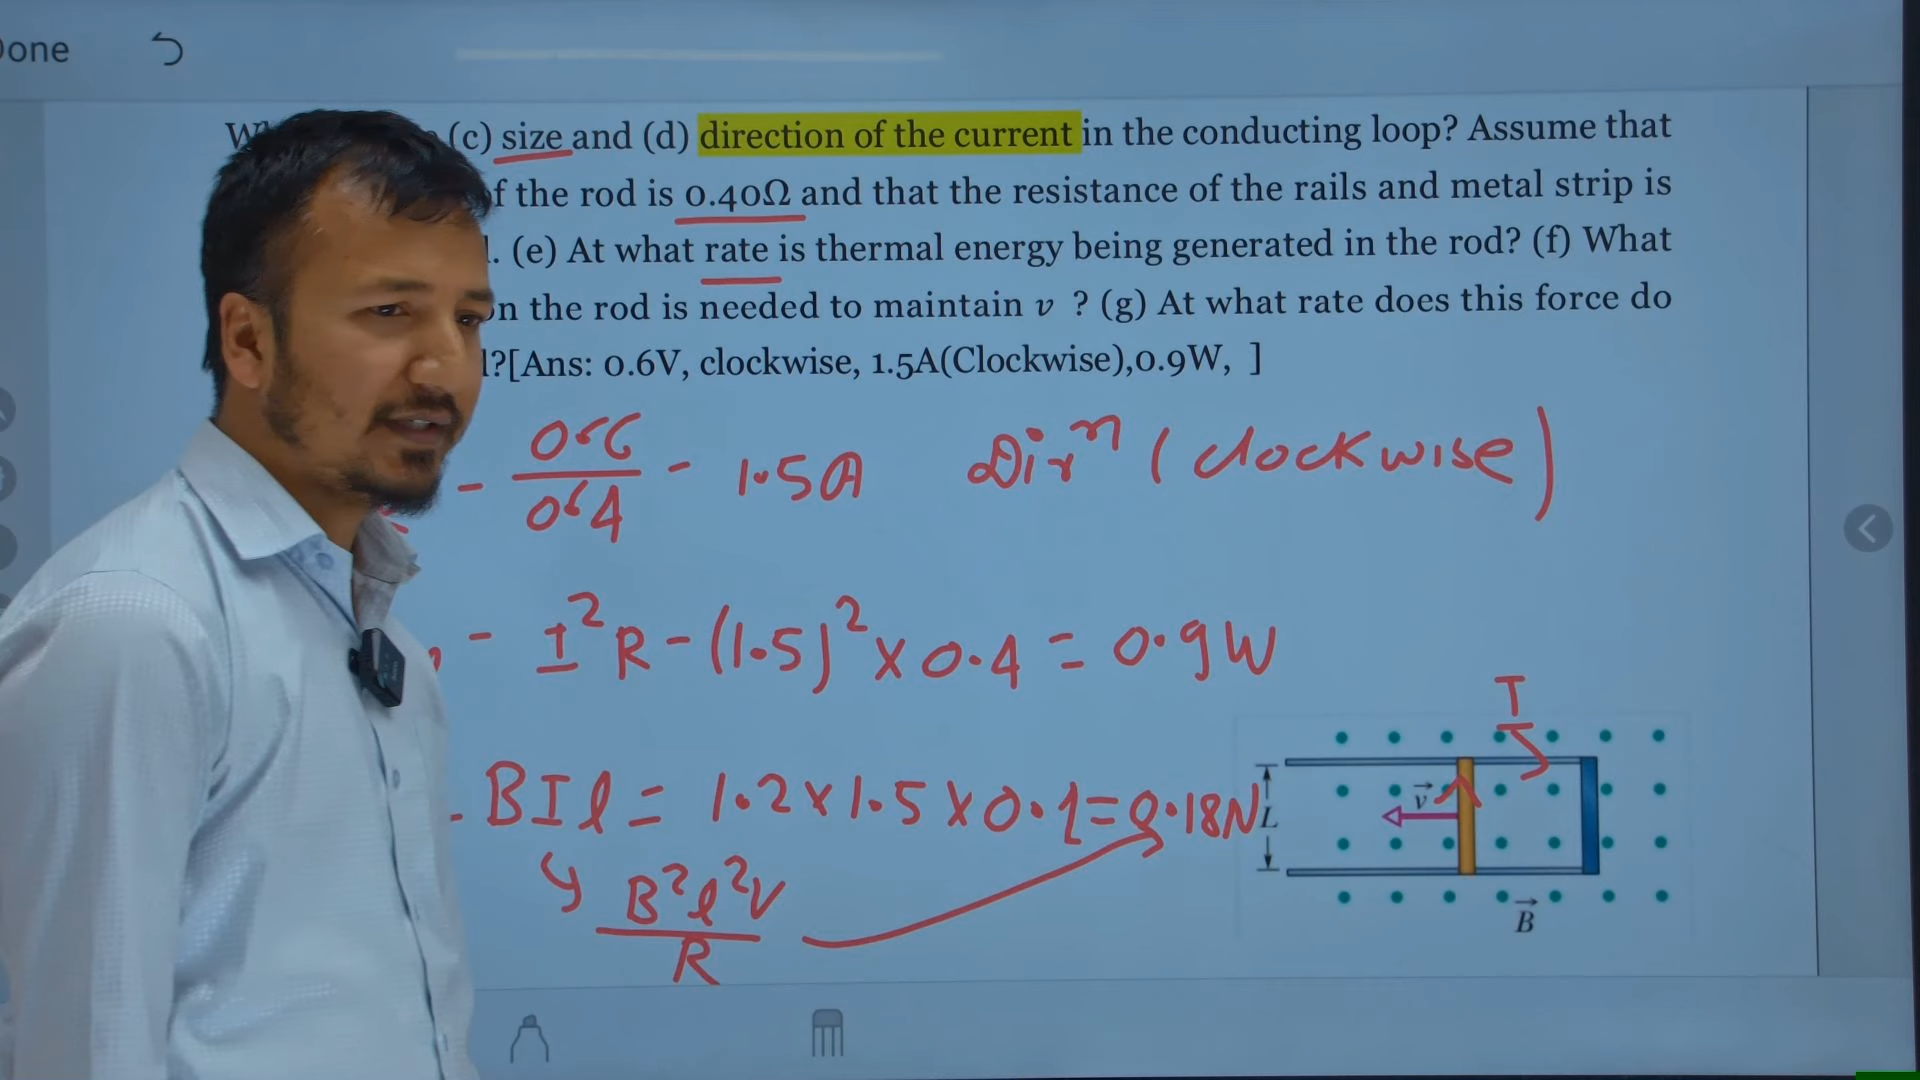 Done
(c) size and (d) direction of the current in the conducting loop? Assume that
f the rod is 0.40Ω and that the resistance of the rails and metal strip is
. (e) At what rate is thermal energy being generated in the rod? (f) What
on the rod is needed to maintain v ? (g) At what rate does this force do
?[Ans: 0.6V, clockwise, 1.5A(Clockwise),0.9W, ]
- 0.6 / 0.4 - 1.5A Dirⁿ (clockwise)
- I²R - (1.5)² x 0.4 = 0.9W
BIl = 1.2 x 1.5 x 0.1 = 0.18N
B²l²V
R
I
L
v
B